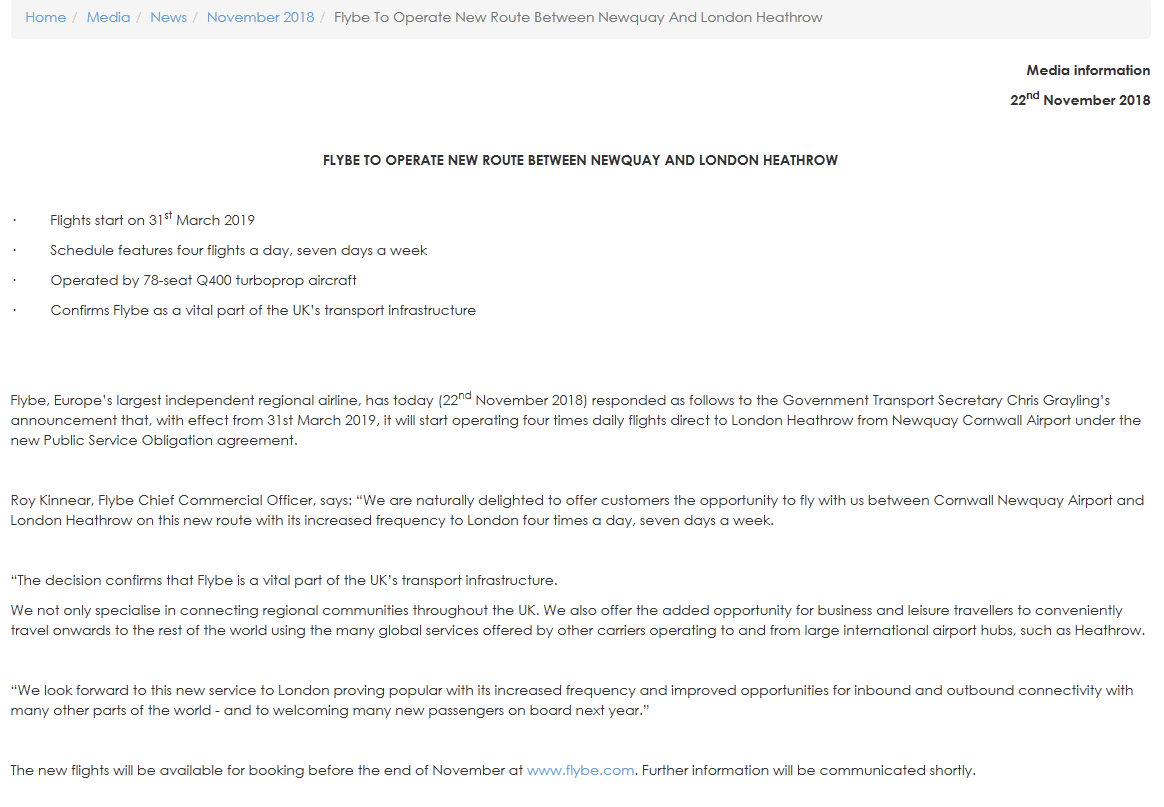 Home / Media / News / November 2018 / Flybe To Operate New Route Between Newquay And London Heathrow
Media information
22nd November 2018
FLYBE TO OPERATE NEW ROUTE BETWEEN NEWQUAY AND LONDON HEATHROW
· Flights start on 31st March 2019
· Schedule features four flights a day, seven days a week
· Operated by 78-seat Q400 turboprop aircraft
· Confirms Flybe as a vital part of the UK's transport infrastructure
Flybe, Europe's largest independent regional airline, has today (22nd November 2018) responded as follows to the Government Transport Secretary Chris Grayling's
announcement that, with effect from 31st March 2019, it will start operating four times daily flights direct to London Heathrow from Newquay Cornwall Airport under the
new Public Service Obligation agreement.
Roy Kinnear, Flybe Chief Commercial Officer, says: "We are naturally delighted to offer customers the opportunity to fly with us between Cornwall Newquay Airport and
London Heathrow on this new route with its increased frequency to London four times a day, seven days a week.
"The decision confirms that Flybe is a vital part of the UK's transport infrastructure.
We not only specialise in connecting regional communities throughout the UK. We also offer the added opportunity for business and leisure travellers to conveniently
travel onwards to the rest of the world using the many global services offered by other carriers operating to and from large international airport hubs, such as Heathrow.
"We look forward to this new service to London proving popular with its increased frequency and improved opportunities for inbound and outbound connectivity with
many other parts of the world - and to welcoming many new passengers on board next year."
The new flights will be available for booking before the end of November at www.flybe.com. Further information will be communicated shortly.